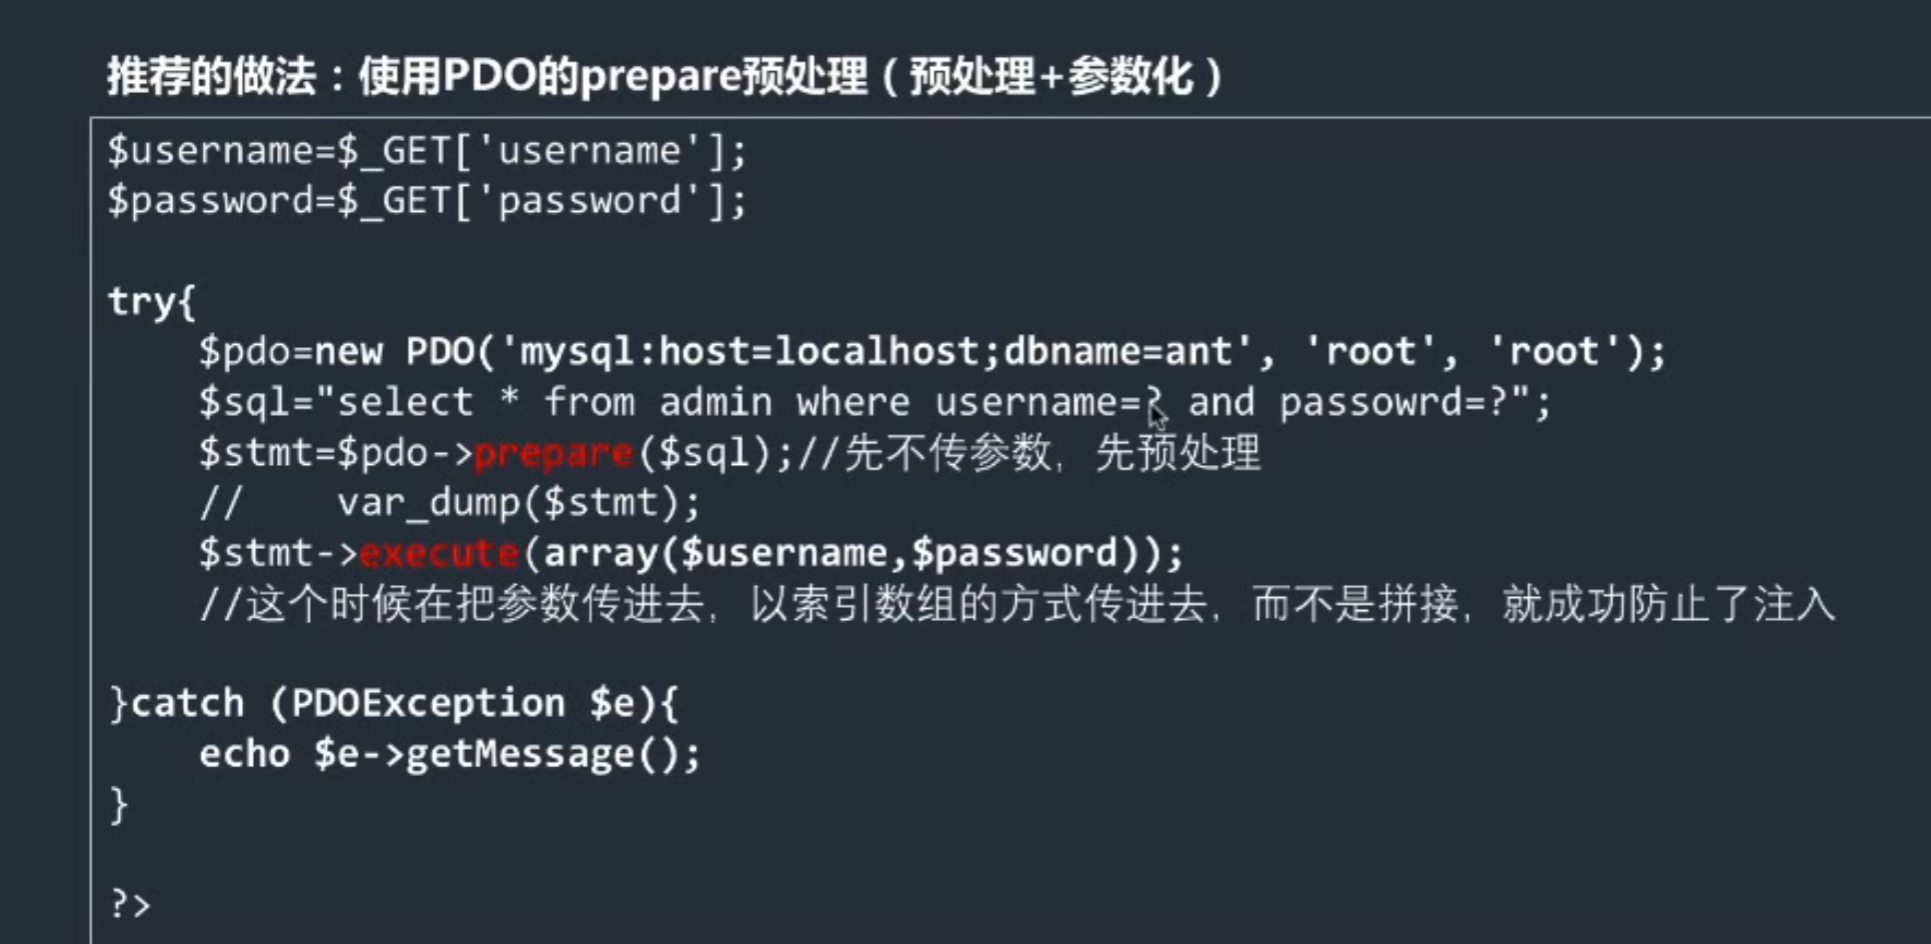 推荐的做法：使用PDO的prepare预处理（预处理+参数化）
$username=$_GET['username'];
$password=$_GET['password'];
try{
$pdo=new PDO('mysql:host=localhost;dbname=ant', 'root', 'root');
$sql="select * from admin where username=? and passowrd=?";
$stmt=$pdo->prepare($sql);//先不传参数，先预处理
//    var_dump($stmt);
$stmt->execute(array($username,$password));
//这个时候在把参数传进去，以索引数组的方式传进去，而不是拼接，就成功防止了注入
}catch (PDOException $e){
echo $e->getMessage();
}
?>